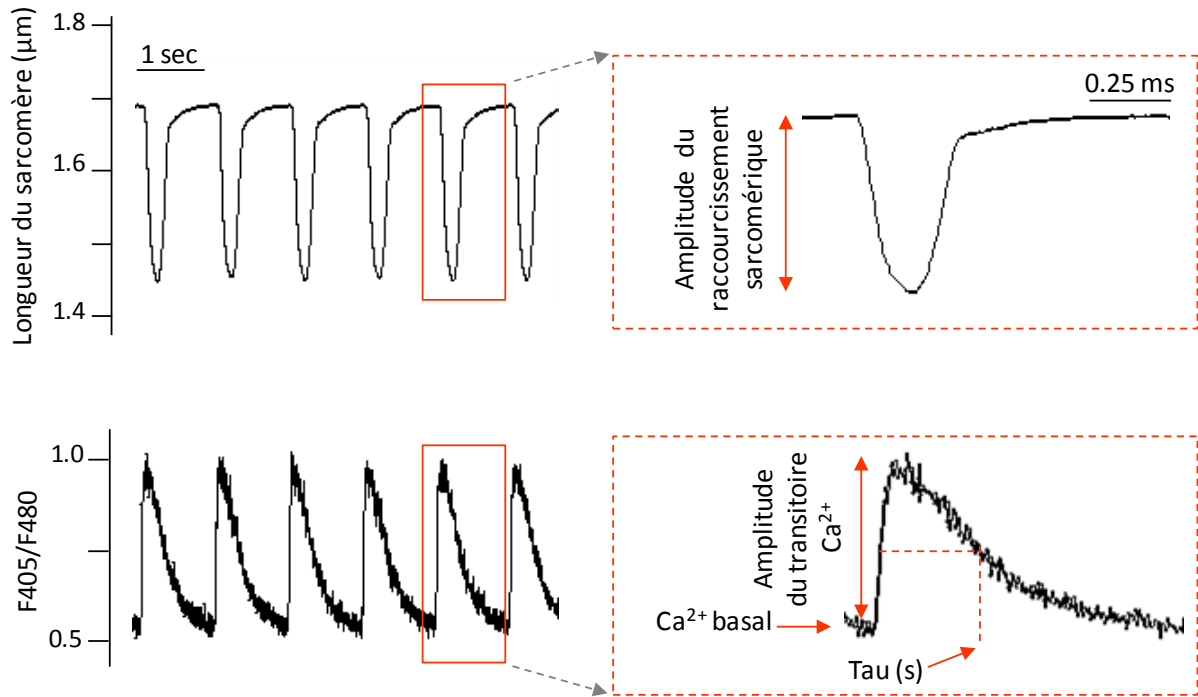 Longueur du sarcomère (µm)
1.8
1.6
1.4
1 sec
0.25 ms
Amplitude du
raccourcissement
sarcomérique
F405/F480
1.0
0.5
Amplitude
du transitoire
Ca²⁺
Ca²⁺ basal
Tau (s)